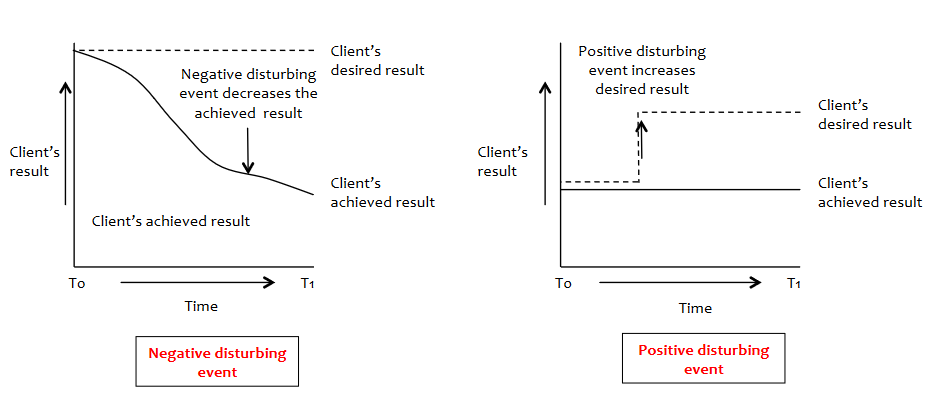 Client's
desired result
Negative disturbing
event decreases the
achieved result
Client's
result
Client's
achieved result
Client's achieved result
T0
T1
Time
Negative disturbing
event
Positive disturbing
event increases
desired result
Client's
desired result
Client's
result
Client's
achieved result
T0
T1
Time
Positive disturbing
event